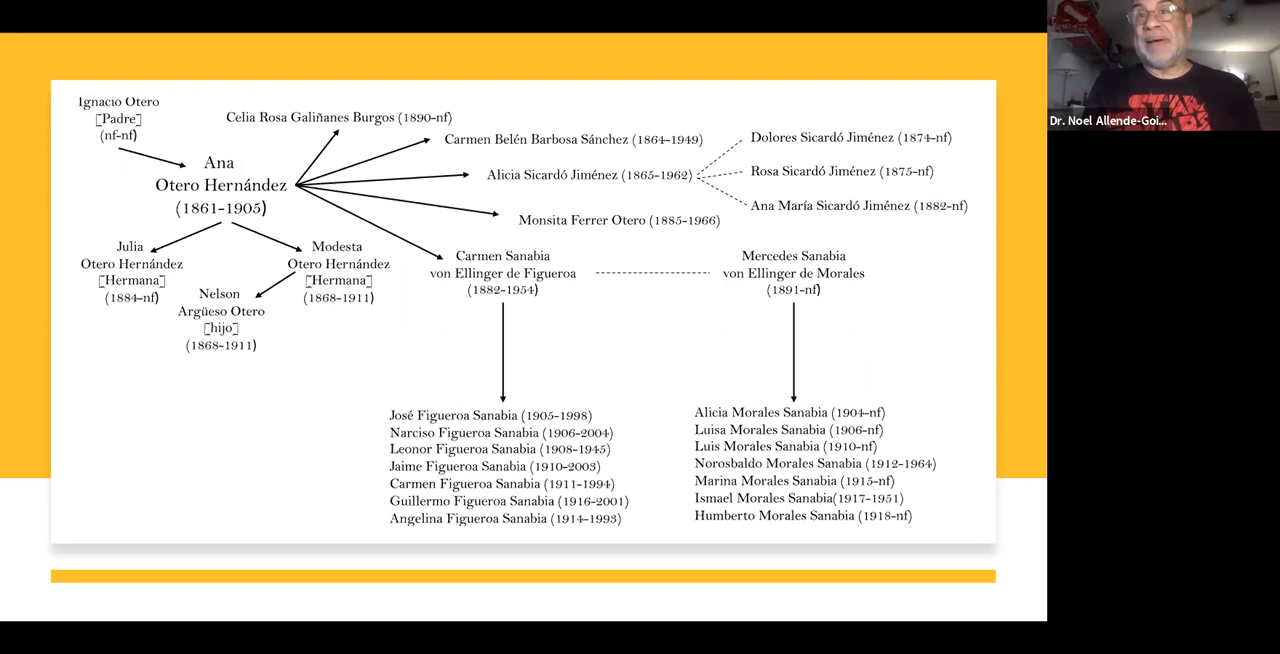 Ignacio Otero
[Padre]
(nf-nf)
Ana
Otero Hernández
(1861-1905)
Julia
Otero Hernández
[Hermana]
(1884-nf)
Modesta
Otero Hernández
[Hermana]
(1868-1911)
Nelson
Argüeso Otero
[hijo]
(1868-1911)
Celia Rosa Galiñanes Burgos (1890-nf)
Carmen Belén Barbosa Sánchez (1864-1949)
Alicia Sicardó Jiménez (1865-1962)
Dolores Sicardó Jiménez (1874-nf)
Rosa Sicardó Jiménez (1875-nf)
Ana María Sicardó Jiménez (1882-nf)
Monsita Ferrer Otero (1885-1966)
Carmen Sanabia
von Ellinger de Figueroa
(1882-1954)
Mercedes Sanabia
von Ellinger de Morales
(1891-nf)
José Figueroa Sanabia (1905-1998)
Narciso Figueroa Sanabia (1906-2004)
Leonor Figueroa Sanabia (1908-1945)
Jaime Figueroa Sanabia (1910-2003)
Carmen Figueroa Sanabia (1911-1994)
Guillermo Figueroa Sanabia (1916-2001)
Angelina Figueroa Sanabia (1914-1993)
Alicia Morales Sanabia (1904-nf)
Luisa Morales Sanabia (1906-nf)
Luis Morales Sanabia (1910-nf)
Norosbaldo Morales Sanabia (1912-1964)
Marina Morales Sanabia (1915-nf)
Ismael Morales Sanabia(1917-1951)
Humberto Morales Sanabia (1918-nf)
STAR
WARS
Dr. Noel Allende-Goi...